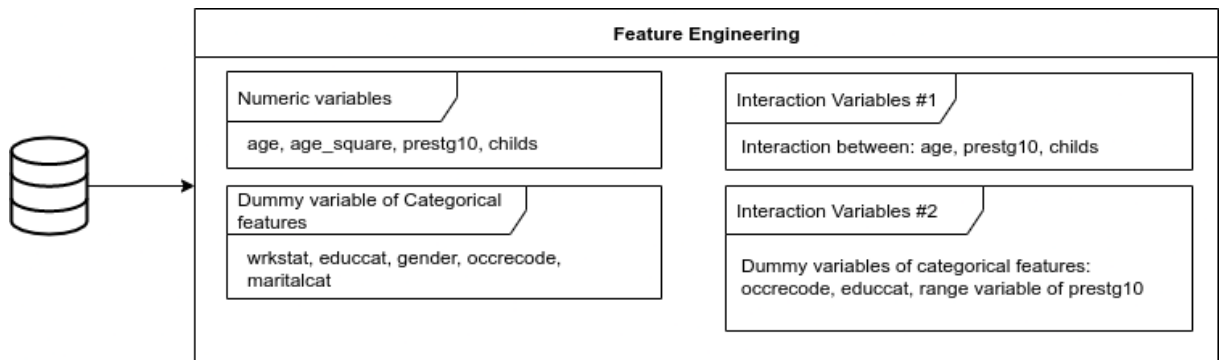 Feature Engineering
Numeric variables
age, age_square, prestg10, childs
Dummy variable of Categorical
features
wrkstat, educcat, gender, occrecode,
maritalcat
Interaction Variables #1
Interaction between: age, prestg10, childs
Interaction Variables #2
Dummy variables of categorical features:
occrecode, educcat, range variable of prestg10